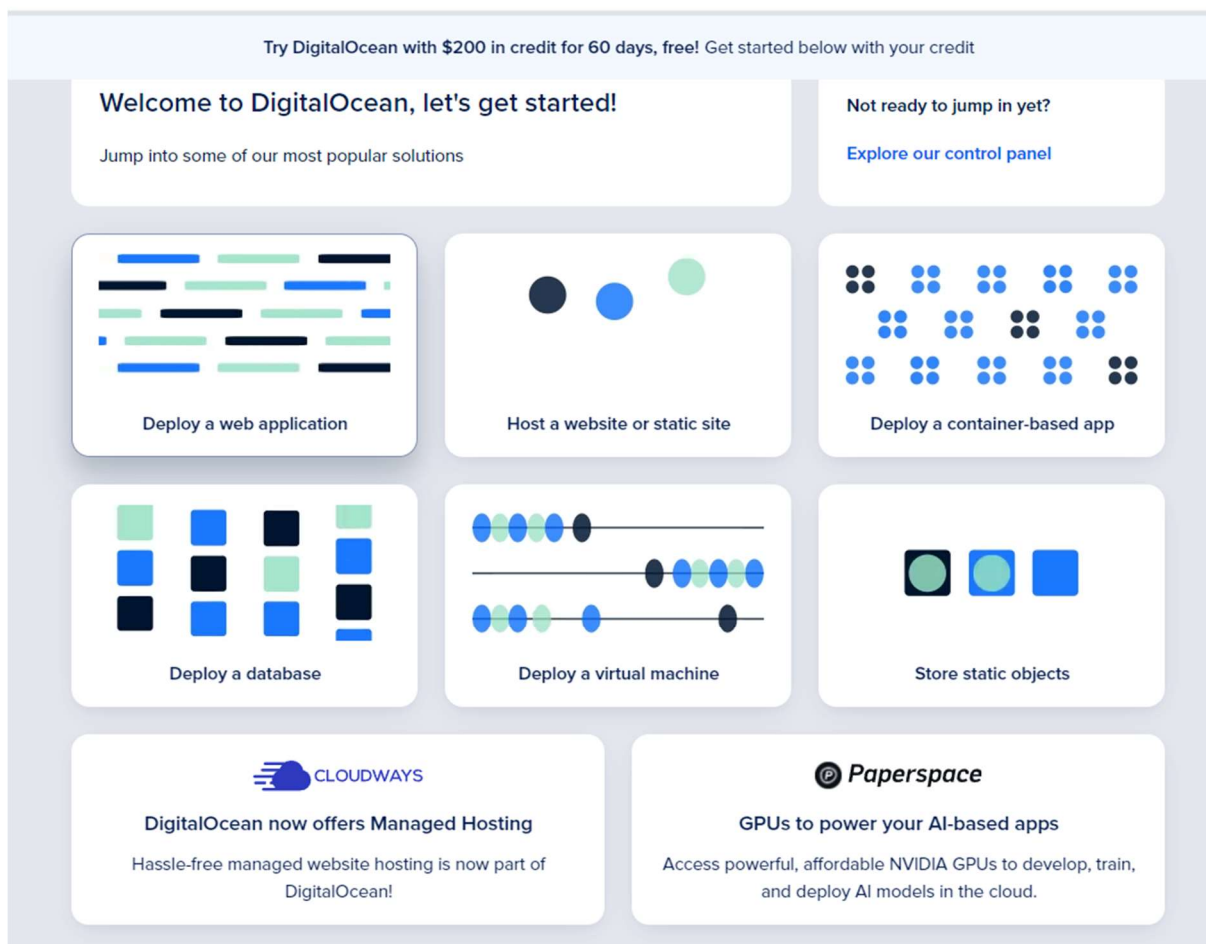 Try DigitalOcean with $200 in credit for 60 days, free! Get started below with your credit
Welcome to DigitalOcean, let's get started!
Jump into some of our most popular solutions
Not ready to jump in yet?
Explore our control panel
Deploy a web application
Host a website or static site
Deploy a container-based app
Deploy a database
Deploy a virtual machine
Store static objects
CLOUDWAYS
DigitalOcean now offers Managed Hosting
Hassle-free managed website hosting is now part of
DigitalOcean!
P Paperspace
GPUs to power your AI-based apps
Access powerful, affordable NVIDIA GPUs to develop, train,
and deploy AI models in the cloud.